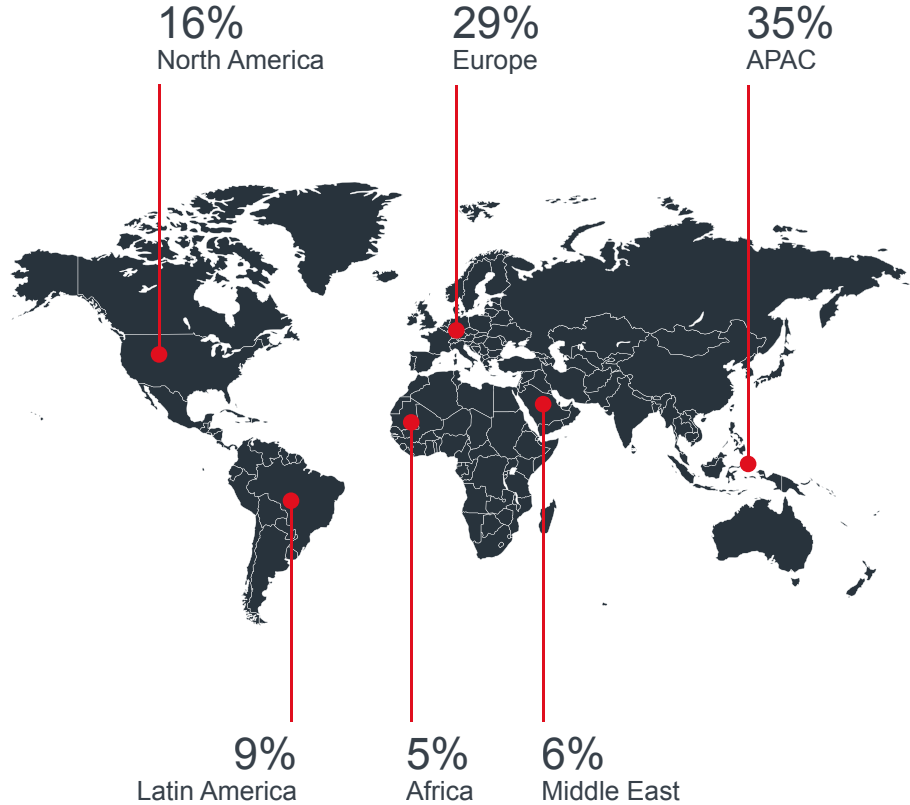 16%
North America
29%
Europe
35%
APAC
9%
Latin America
5%
Africa
6%
Middle East